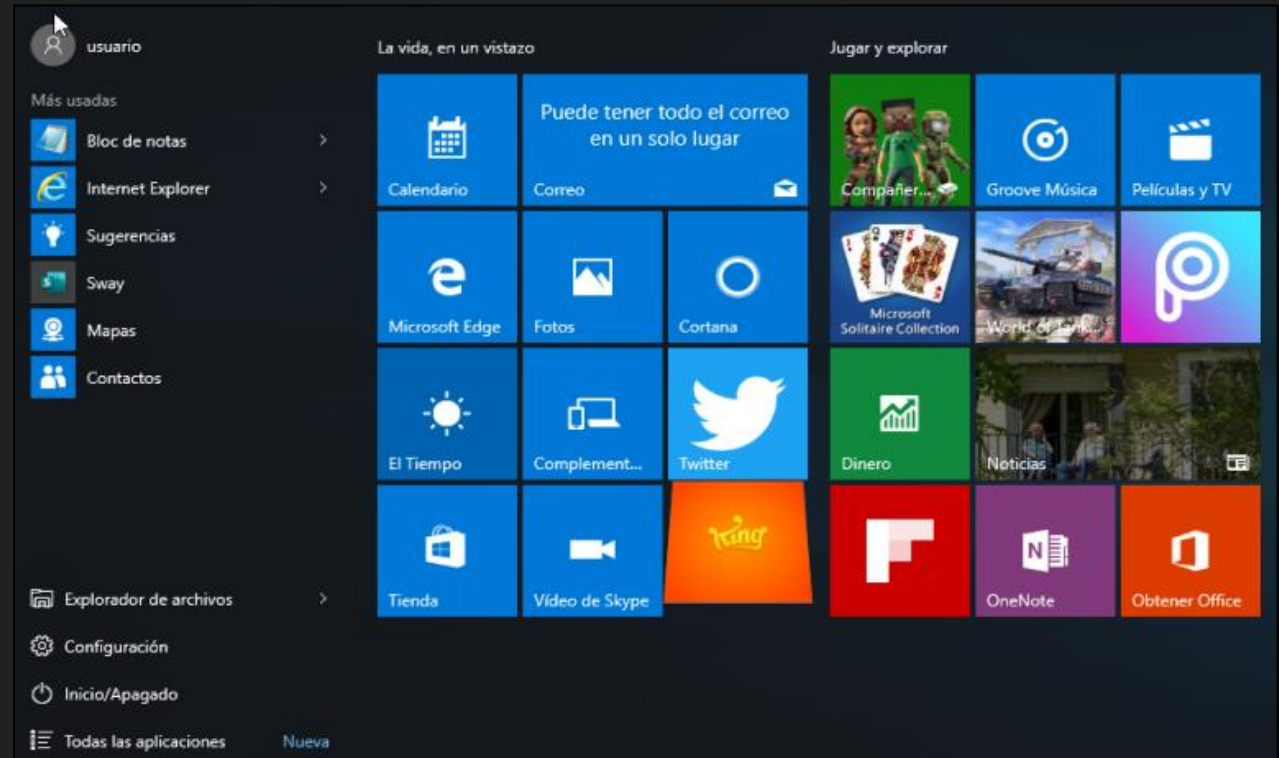 usuario
Más usadas
Bloc de notas
Internet Explorer
Sugerencias
Sway
Mapas
Contactos
Explorador de archivos
Configuración
Inicio/Apagado
Todas las aplicaciones Nueva
La vida, en un vistazo
Calendario
Puede tener todo el correo
en un solo lugar
Correo
Microsoft Edge
Fotos
Cortana
El Tiempo
Complement...
Twitter
Tienda
Vídeo de Skype
King
Jugar y explorar
Compañer...
Groove Música
Películas y TV
Microsoft
Solitaire Collection
World of Tank...
Dinero
Noticias
OneNote
Obtener Office